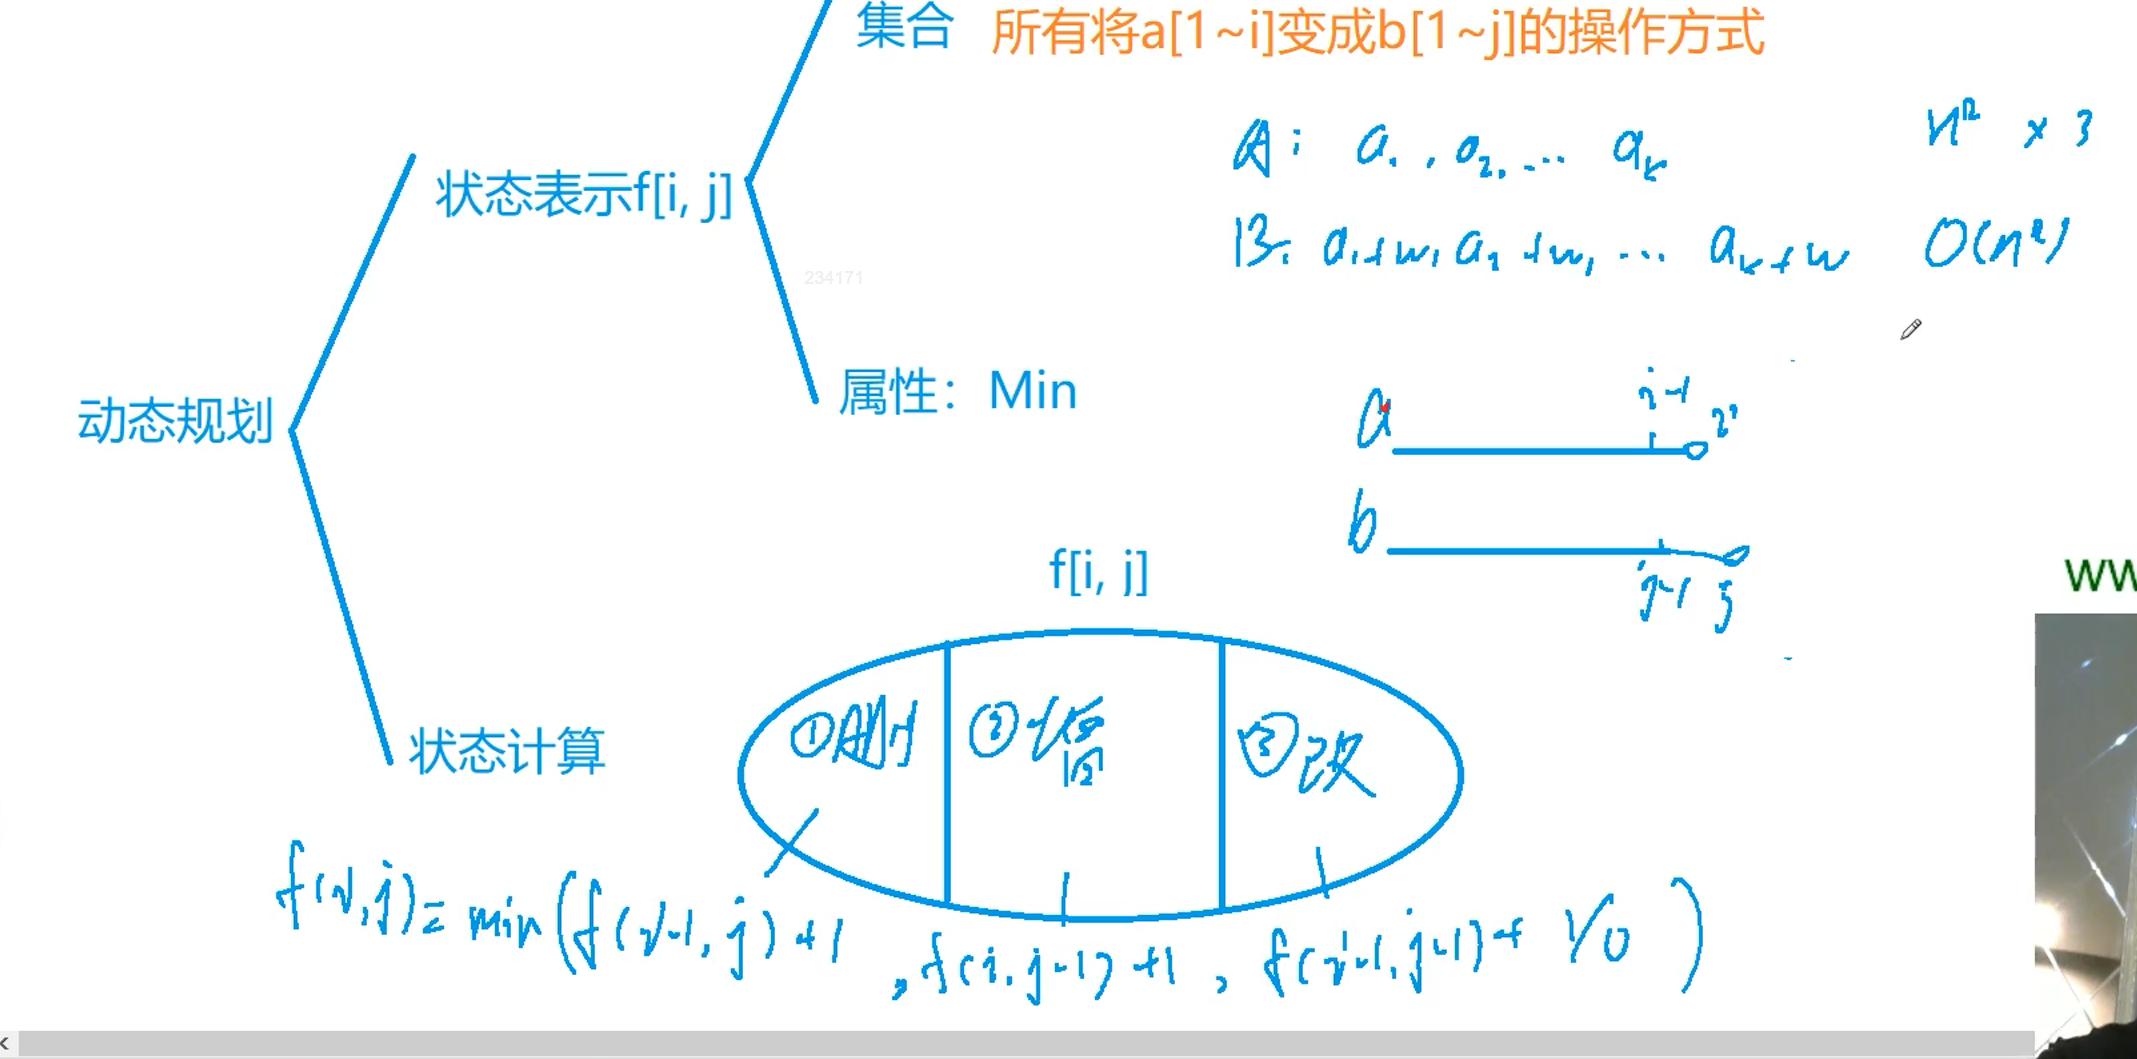 集合 所有将a[1~i]变成b[1~j]的操作方式
A: a1, a2, ... ak
n² × 3
状态表示f[i, j]
B: a1+w, a2+w, ... ak+w
O(n²)
234171
属性：Min
动态规划
a
i-1
i
b
j-1 j
f[i, j]
WW
①删 ②增 ③改
状态计算
f(i,j)= min(f(i-1, j)+1
, f(i, j-1)+1, f(i-1, j-1)+ 1/0 )